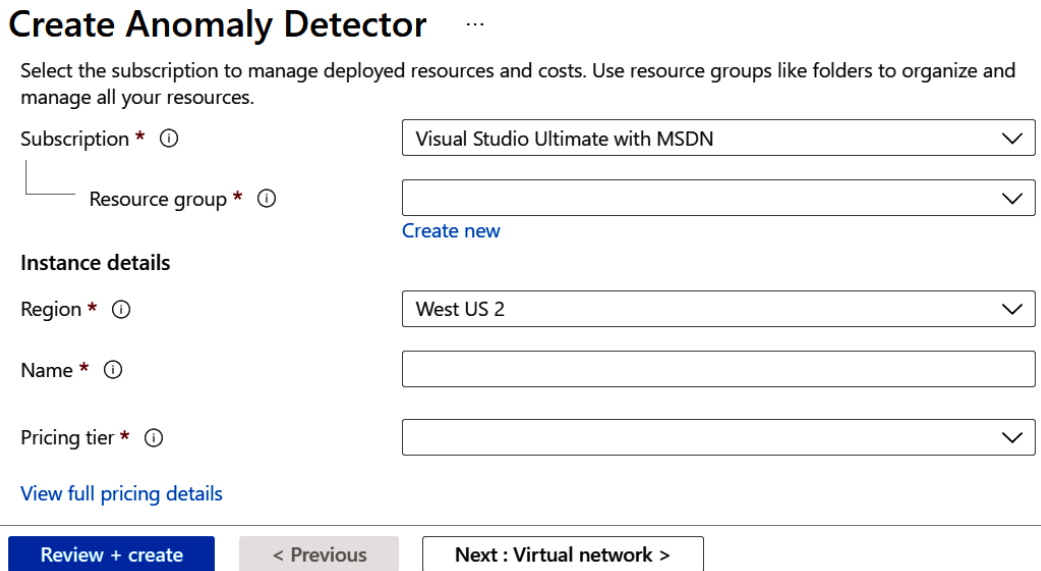 Create Anomaly Detector ...
Select the subscription to manage deployed resources and costs. Use resource groups like folders to organize and
manage all your resources.
Subscription * Visual Studio Ultimate with MSDN
Resource group *
Create new
Instance details
Region * West US 2
Name *
Pricing tier *
View full pricing details
Review + create < Previous Next : Virtual network >